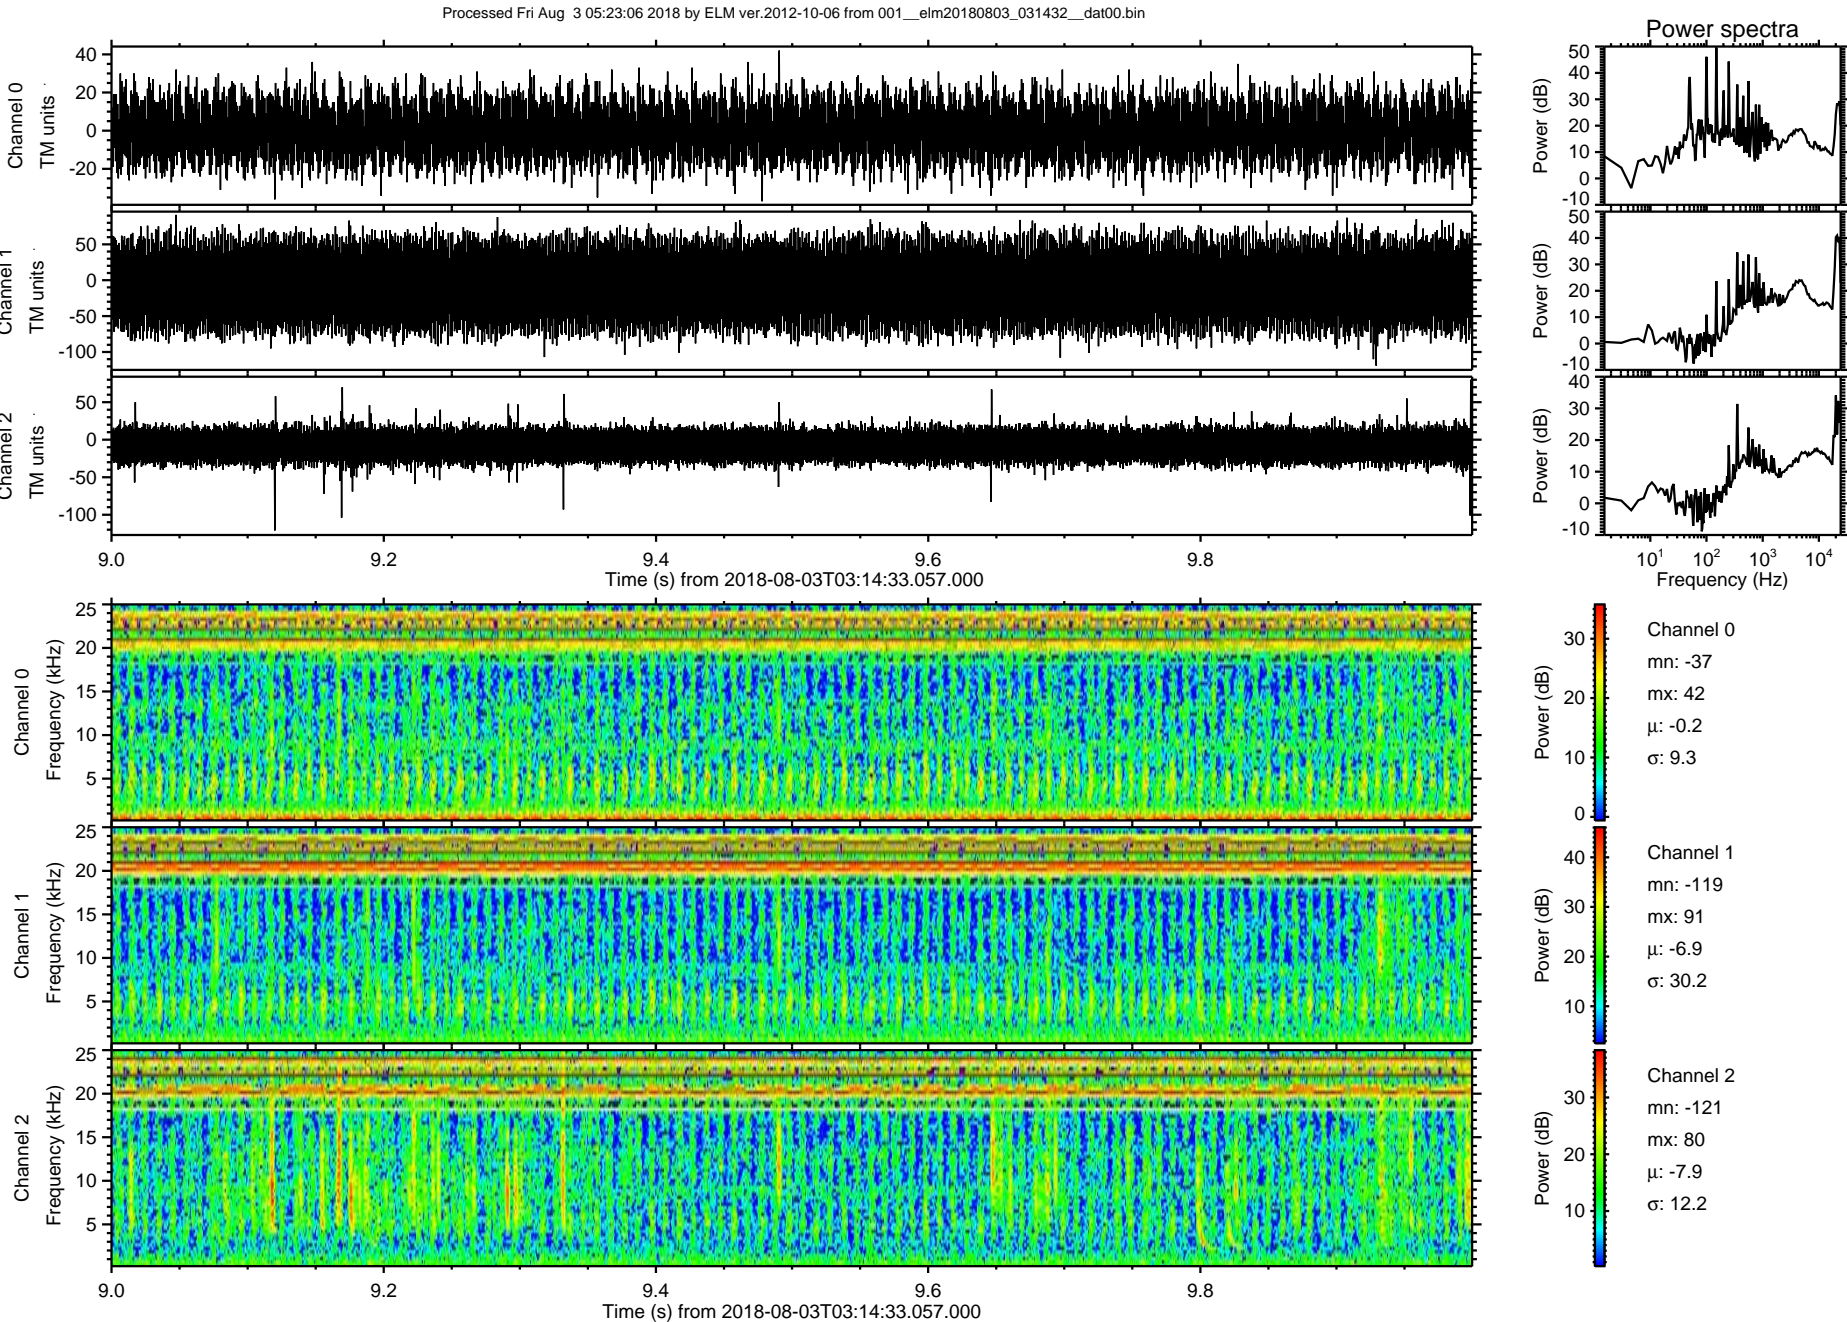 Processed Fri Aug  3 05:23:06 2018 by ELM ver.2012-10-06 from 001__elm20180803_031432__dat00.bin
Power spectra
Channel 0
TM units
40
20
0
-20
Power (dB)
50
40
30
20
10
0
-10
Channel 1
TM units
50
0
-50
-100
Power (dB)
50
40
30
20
10
0
-10
Channel 2
TM units
50
0
-50
-100
Power (dB)
40
30
20
10
0
-10
9.0 9.2 9.4 9.6 9.8
Time (s) from 2018-08-03T03:14:33.057.000
10^1 10^2 10^3 10^4
Frequency (Hz)
Channel 0
Frequency (kHz)
25
20
15
10
5
Power (dB)
30
20
10
0
Channel 0
mn: -37
mx: 42
μ: -0.2
σ: 9.3
Channel 1
Frequency (kHz)
25
20
15
10
5
Power (dB)
40
30
20
10
Channel 1
mn: -119
mx: 91
μ: -6.9
σ: 30.2
Channel 2
Frequency (kHz)
25
20
15
10
5
Power (dB)
30
20
10
Channel 2
mn: -121
mx: 80
μ: -7.9
σ: 12.2
9.0 9.2 9.4 9.6 9.8
Time (s) from 2018-08-03T03:14:33.057.000